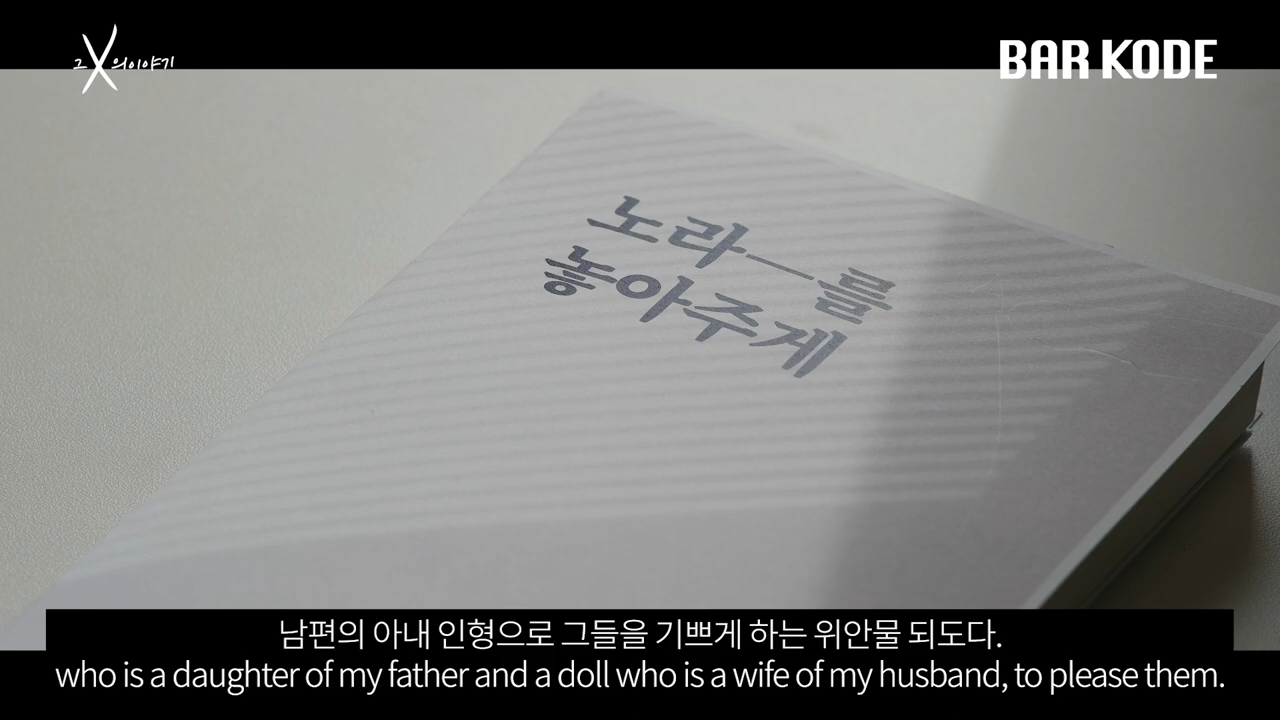 그X의이야기
BAR KODE
노라—를
놓아주게
남편의 아내 인형으로 그들을 기쁘게 하는 위안물 되도다.
who is a daughter of my father and a doll who is a wife of my husband, to please them.